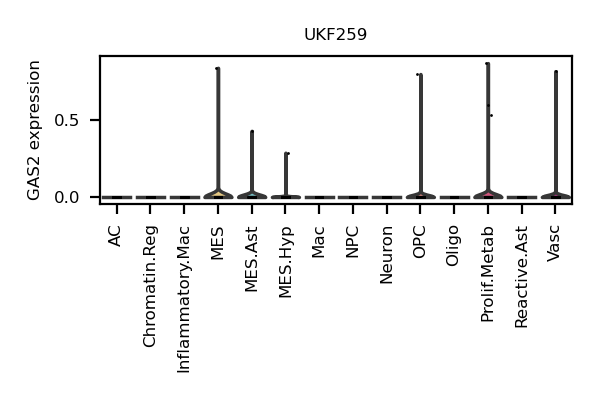 UKF259
GAS2 expression
0.5
0.0
AC
Chromatin.Reg
Inflammatory.Mac
MES
MES.Ast
MES.Hyp
Mac
NPC
Neuron
OPC
Oligo
Prolif.Metab
Reactive.Ast
Vasc